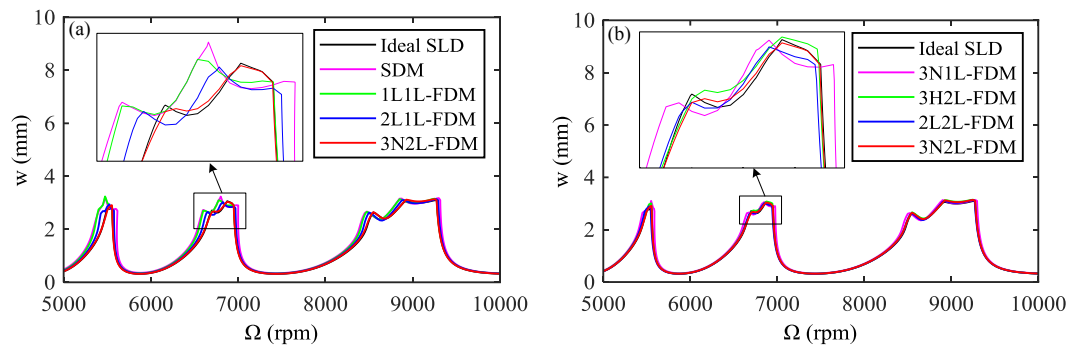 (a)
Ideal SLD
SDM
1L1L-FDM
2L1L-FDM
3N2L-FDM
10
8
6
4
2
0
w (mm)
5000 6000 7000 8000 9000 10000
Ω (rpm)
(b)
Ideal SLD
3N1L-FDM
3H2L-FDM
2L2L-FDM
3N2L-FDM
10
8
6
4
2
0
w (mm)
5000 6000 7000 8000 9000 10000
Ω (rpm)